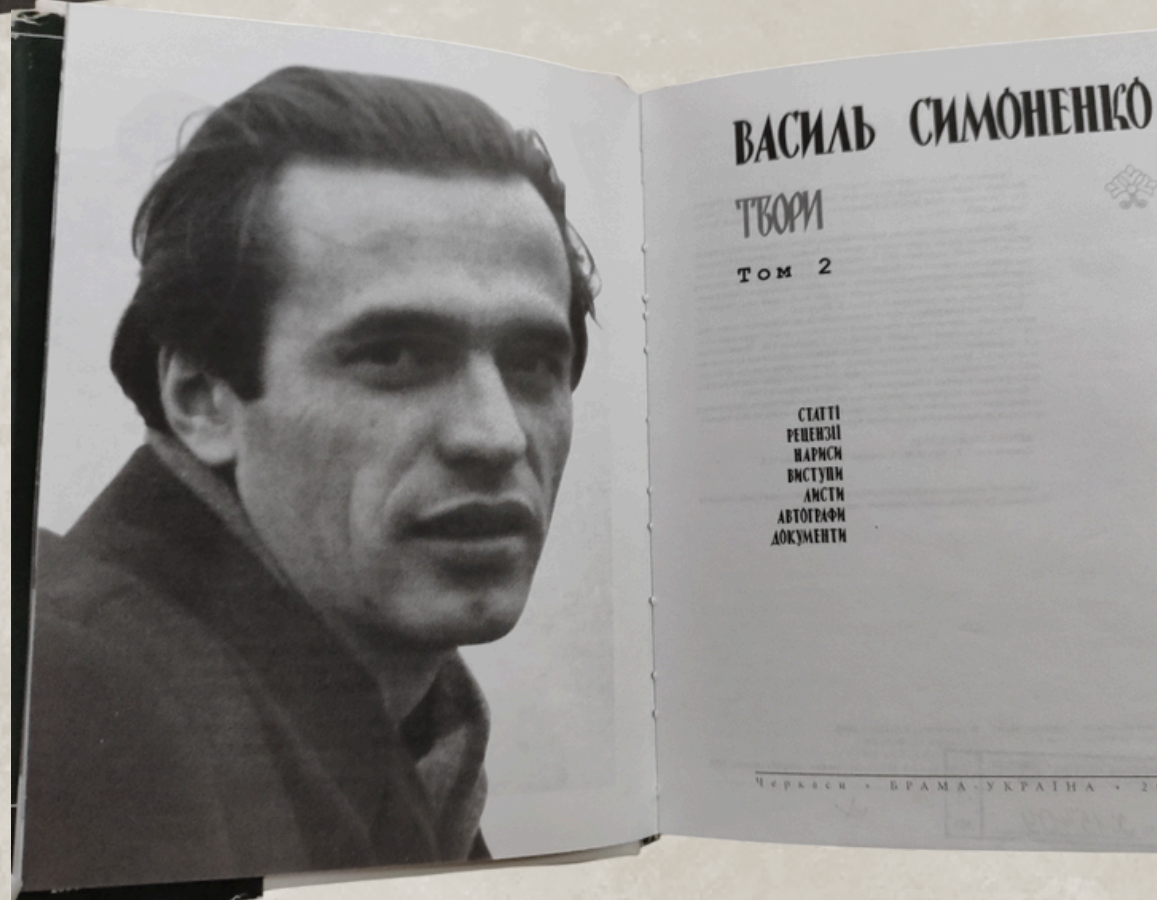 ВАСИЛЬ СИМОНЕНКО
ТВОРИ
Том 2
СТАТТІ
РЕЦЕНЗІЇ
НАРИСИ
ВИСТУПИ
ЛИСТИ
АВТОГРАФИ
ДОКУМЕНТИ
Черкаси • БРАМА-УКРАЇНА •